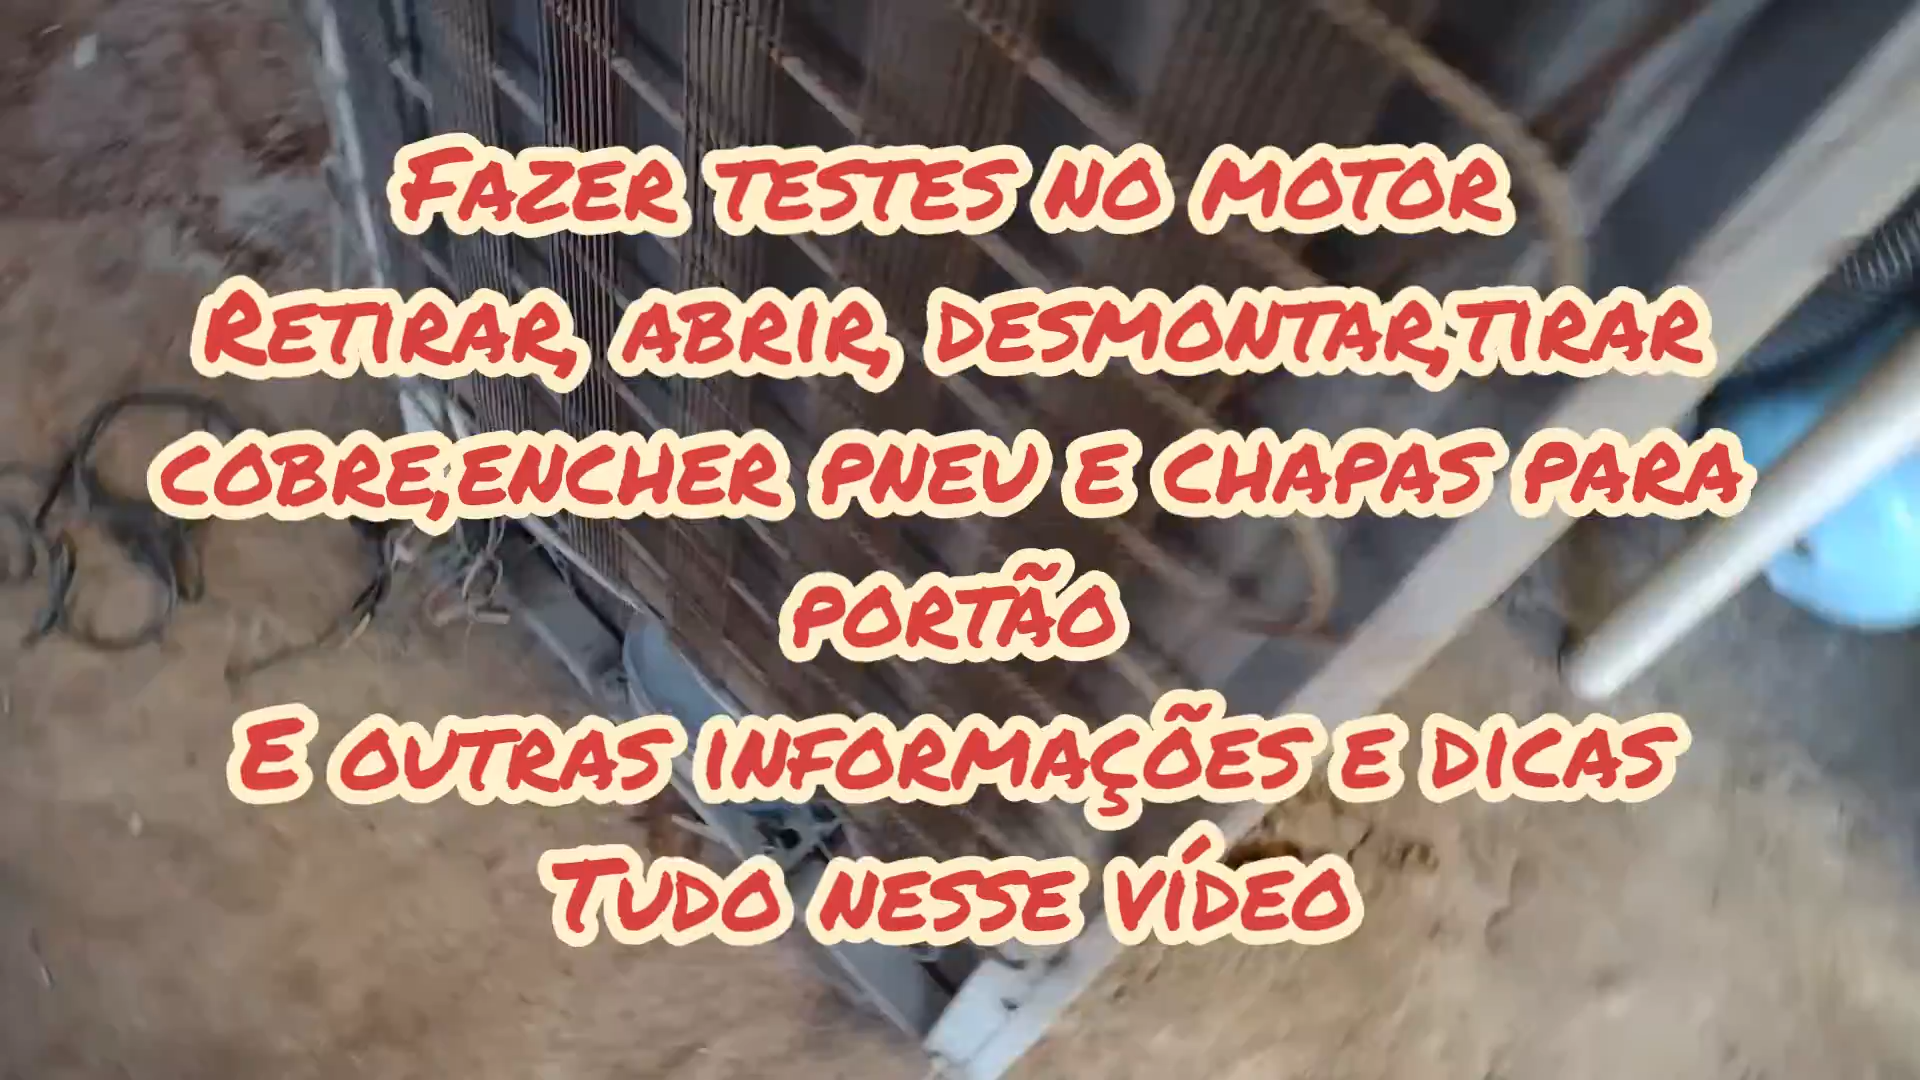 Fazer testes no motor
Retirar, abrir, desmontar,tirar
cobre,encher pneu e chapas para
portão
E outras informações e dicas
Tudo nesse vídeo